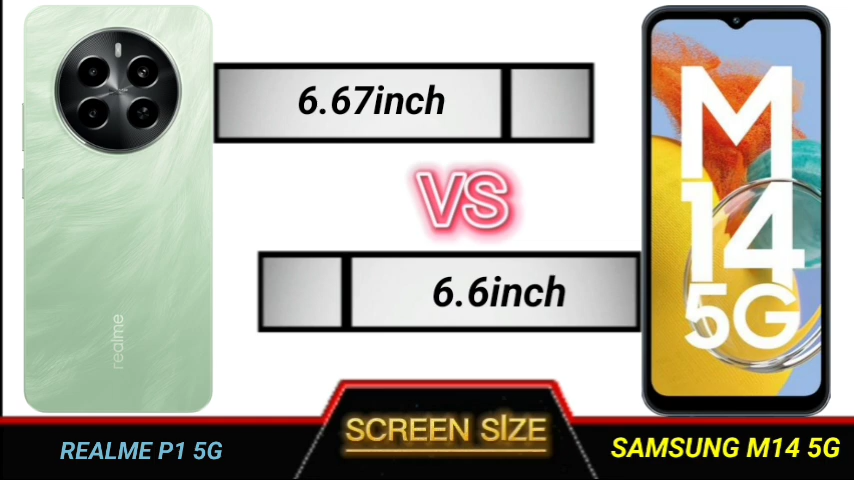 6.67inch
VS
6.6inch
realme
M
14
5G
SCREEN SIZE
REALME P1 5G
SAMSUNG M14 5G